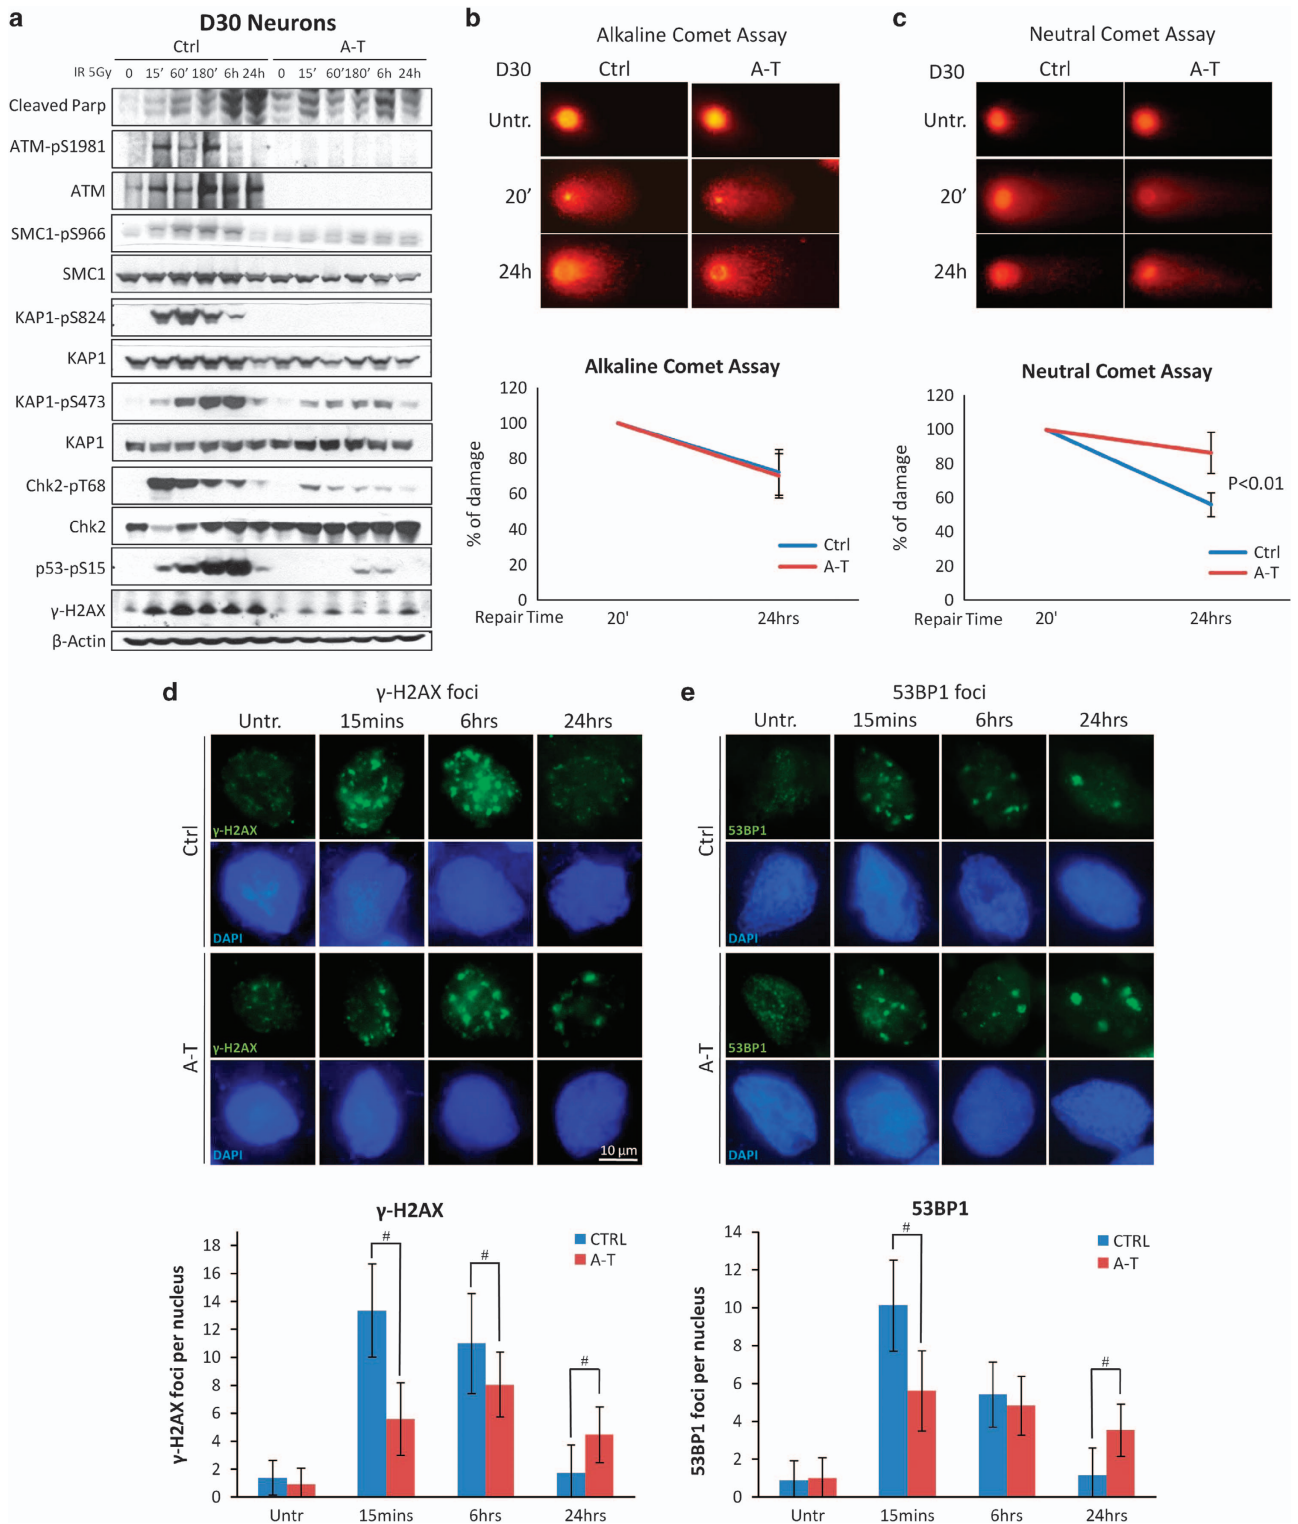 a
D30 Neurons
Ctrl A-T
IR 5Gy 0 15' 60' 180' 6h 24h 0 15' 60' 180' 6h 24h
Cleaved Parp
ATM-pS1981
ATM
SMC1-pS966
SMC1
KAP1-pS824
KAP1
KAP1-pS473
KAP1
Chk2-pT68
Chk2
p53-pS15
γ-H2AX
β-Actin
b
Alkaline Comet Assay
D30 Ctrl A-T
Untr.
20'
24h
Alkaline Comet Assay
% of damage
120
100
80
60
40
20
0
Ctrl
A-T
Repair Time 20' 24hrs
c
Neutral Comet Assay
D30 Ctrl A-T
Untr.
20'
24h
Neutral Comet Assay
% of damage
120
100
80
60
40
20
0
P<0.01
Ctrl
A-T
Repair Time 20' 24hrs
d
γ-H2AX foci
Untr. 15mins 6hrs 24hrs
Ctrl
γ-H2AX
DAPI
A-T
γ-H2AX
DAPI
10 μm
γ-H2AX
γ-H2AX foci per nucleus
18
16
14
12
10
8
6
4
2
0
# # #
CTRL
A-T
Untr 15mins 6hrs 24hrs
e
53BP1 foci
Untr. 15mins 6hrs 24hrs
Ctrl
53BP1
DAPI
A-T
53BP1
DAPI
53BP1
53BP1 foci per nucleus
14
12
10
8
6
4
2
0
# #
CTRL
A-T
Untr 15mins 6hrs 24hrs